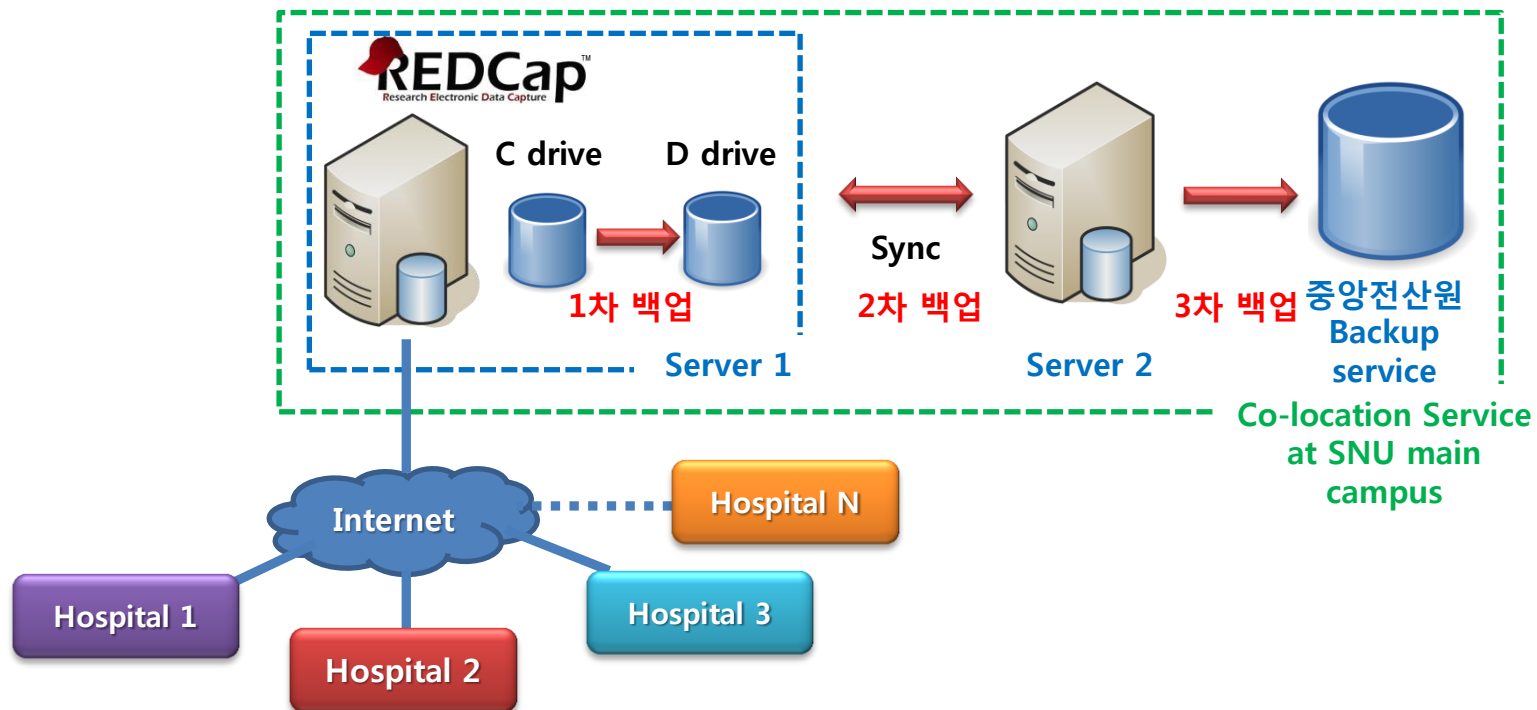 REDCap™
Research Electronic Data Capture
C drive
D drive
1차 백업
Server 1
Sync
2차 백업
Server 2
3차 백업
중앙전산원
Backup
service
Co-location Service
at SNU main
campus
Internet
Hospital N
Hospital 1
Hospital 2
Hospital 3